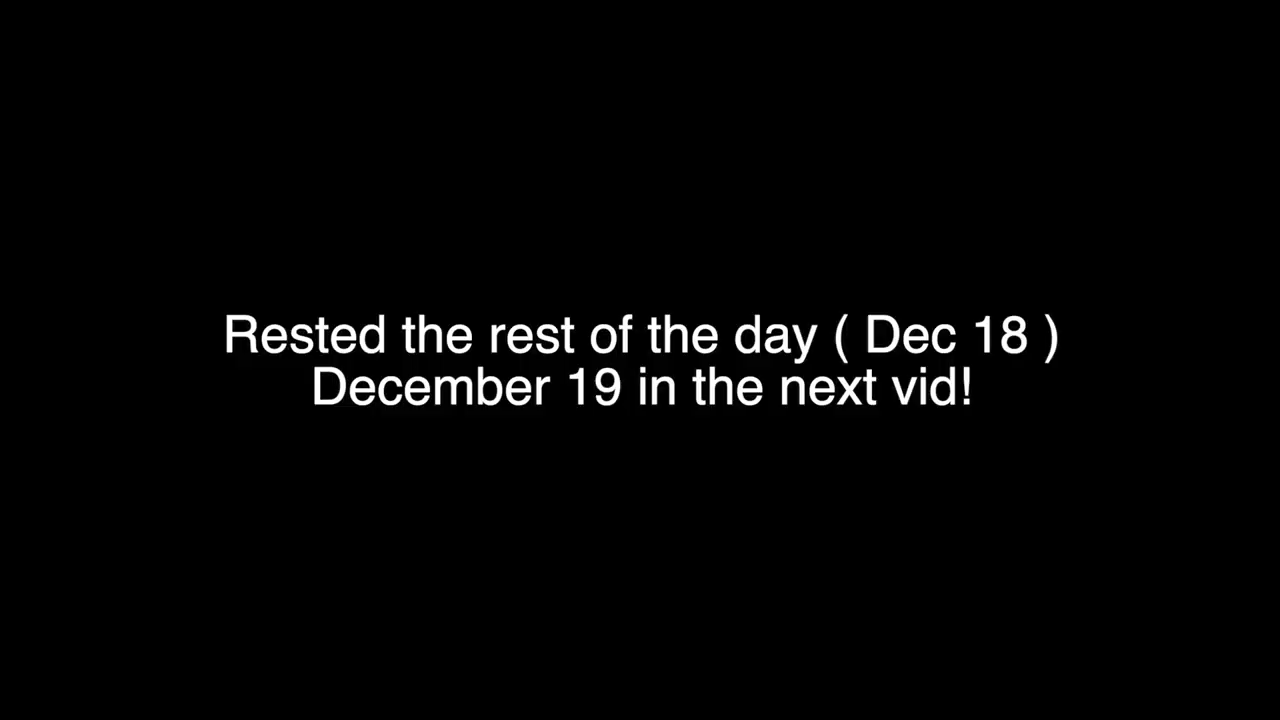 Rested the rest of the day ( Dec 18 )
December 19 in the next vid!